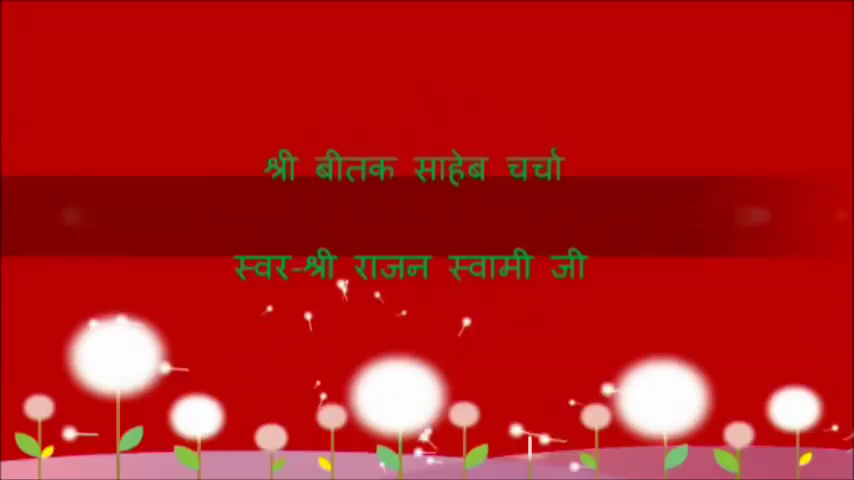 श्री बीतक साहेब चर्चा
स्वर-श्री राजन स्वामी जी